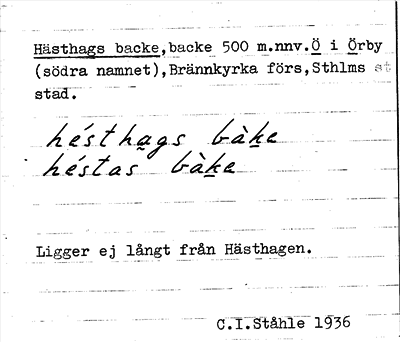 Hästhags backe,backe 500 m.nnv.Ö i Örby
(södra namnet),Brännkyrka förs,Sthlms st
stad.
hésthags bàke
héstas bàke
Ligger ej långt från Hästhagen.
C.I.Ståhle 1936